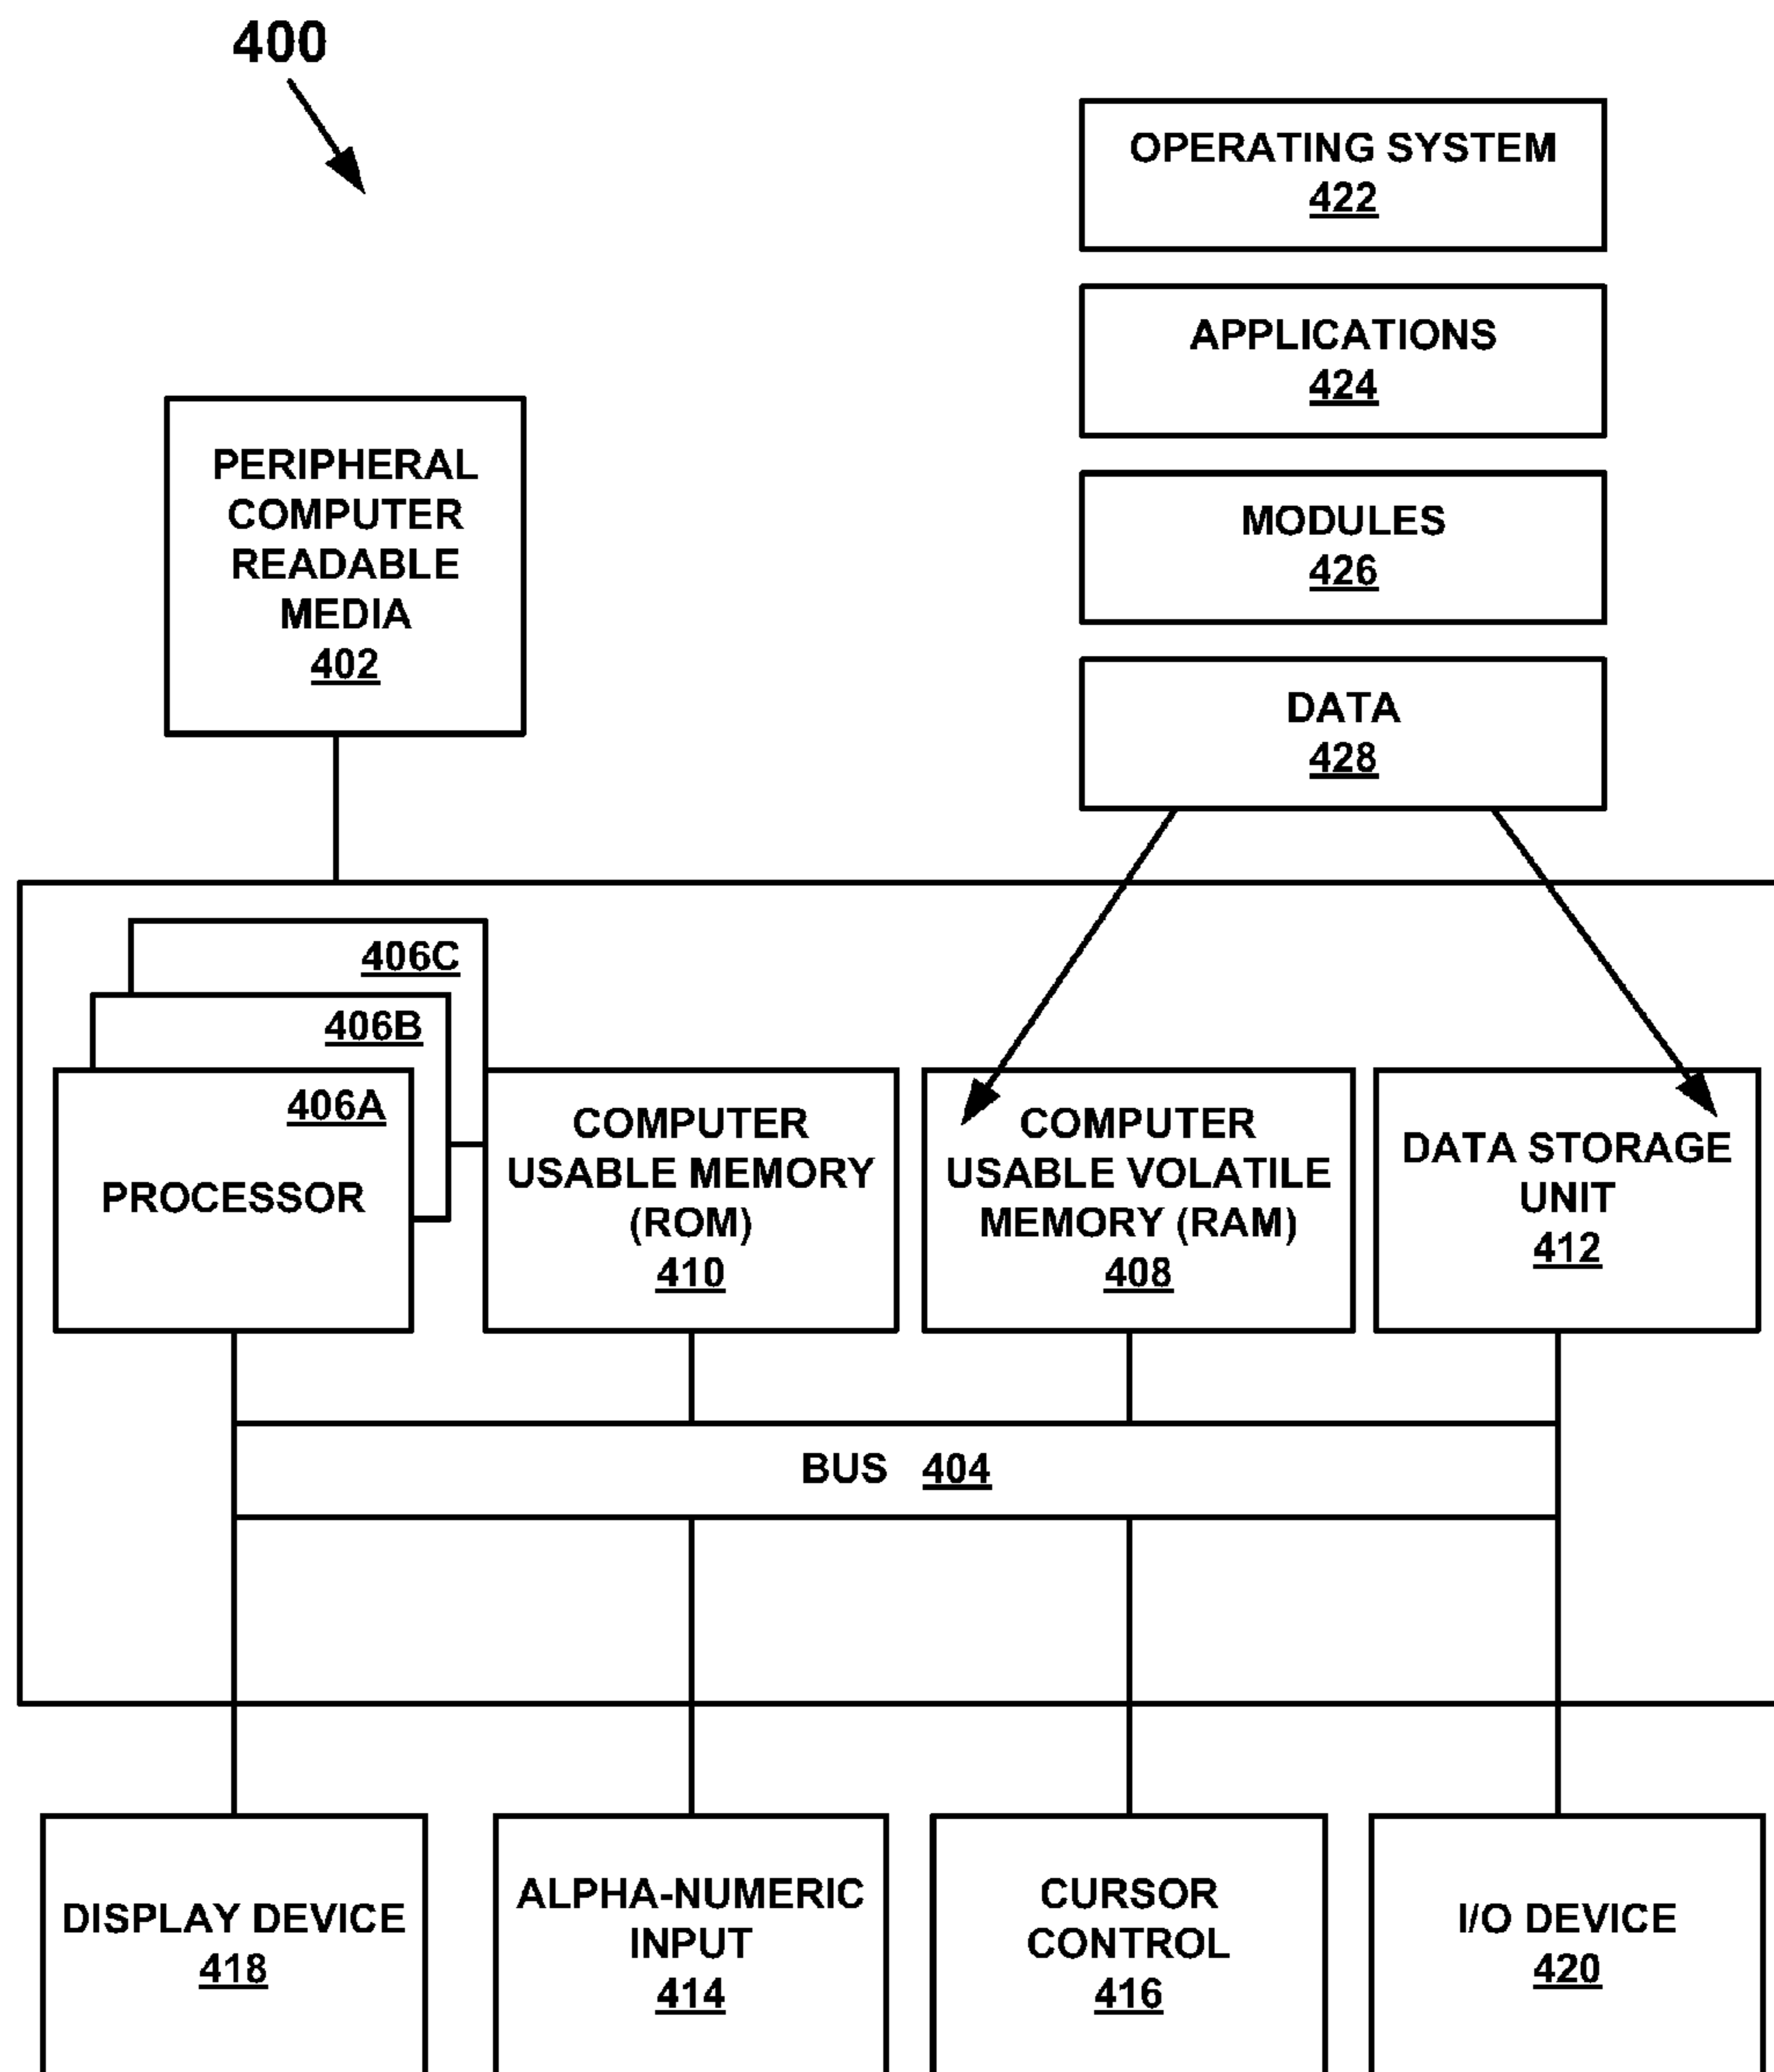 400
OPERATING SYSTEM
422
APPLICATIONS
424
PERIPHERAL
COMPUTER
READABLE
MEDIA
402
MODULES
426
DATA
428
406C
406B
406A
PROCESSOR
COMPUTER
USABLE MEMORY
(ROM)
410
COMPUTER
USABLE VOLATILE
MEMORY (RAM)
408
DATA STORAGE
UNIT
412
BUS 404
DISPLAY DEVICE
418
ALPHA-NUMERIC
INPUT
414
CURSOR
CONTROL
416
I/O DEVICE
420